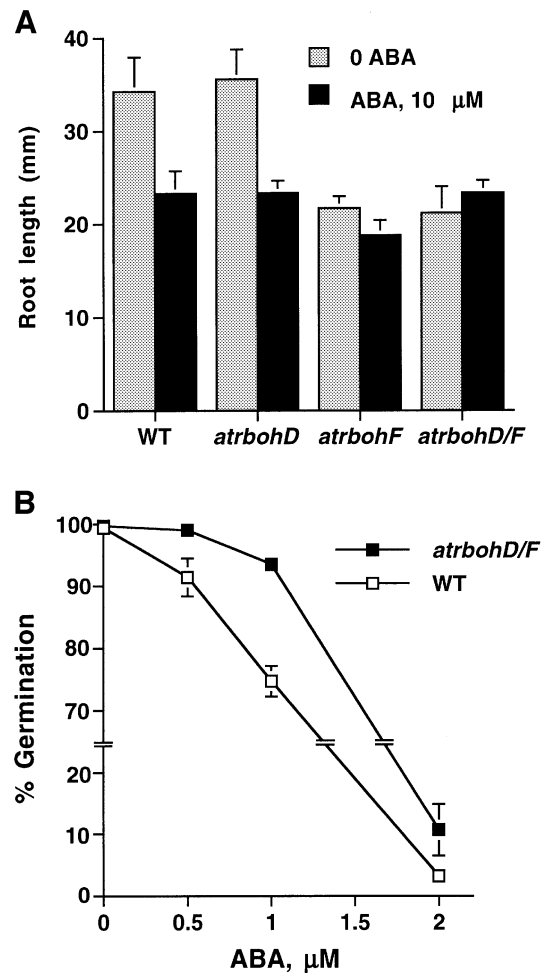 A
40
30
20
10
0
Root length (mm)
0 ABA
ABA, 10 μM
WT
atrbohD
atrbohF
atrbohD/F
B
100
90
80
70
20
10
0
% Germination
atrbohD/F
WT
0
0.5
1
1.5
2
ABA, μM